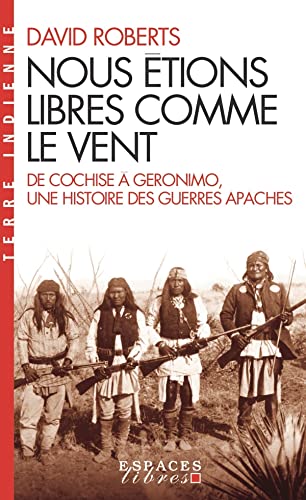 DAVID ROBERTS
NOUS ÉTIONS
LIBRES COMME
LE VENT
DE COCHISE À GERONIMO,
UNE HISTOIRE DES GUERRES APACHES
TERRE INDIENNE
ESPACES
libres